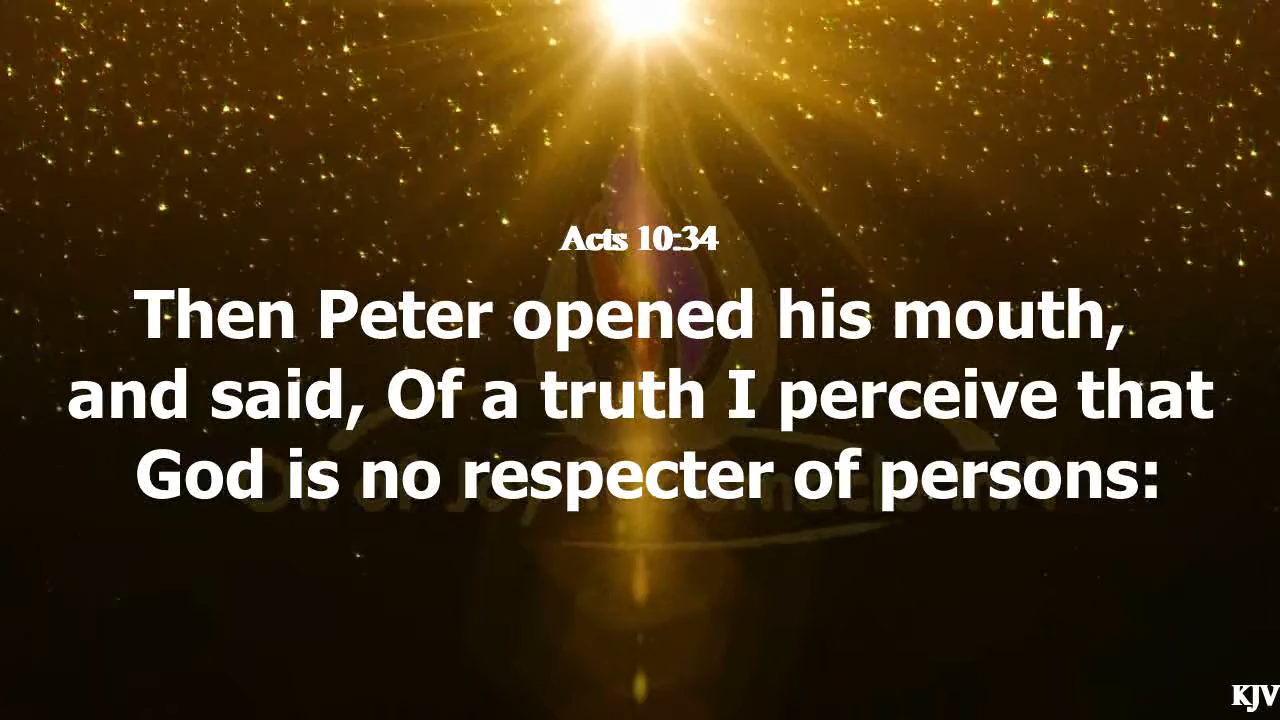 Acts 10:34
Then Peter opened his mouth,
and said, Of a truth I perceive that
God is no respecter of persons:
KJV